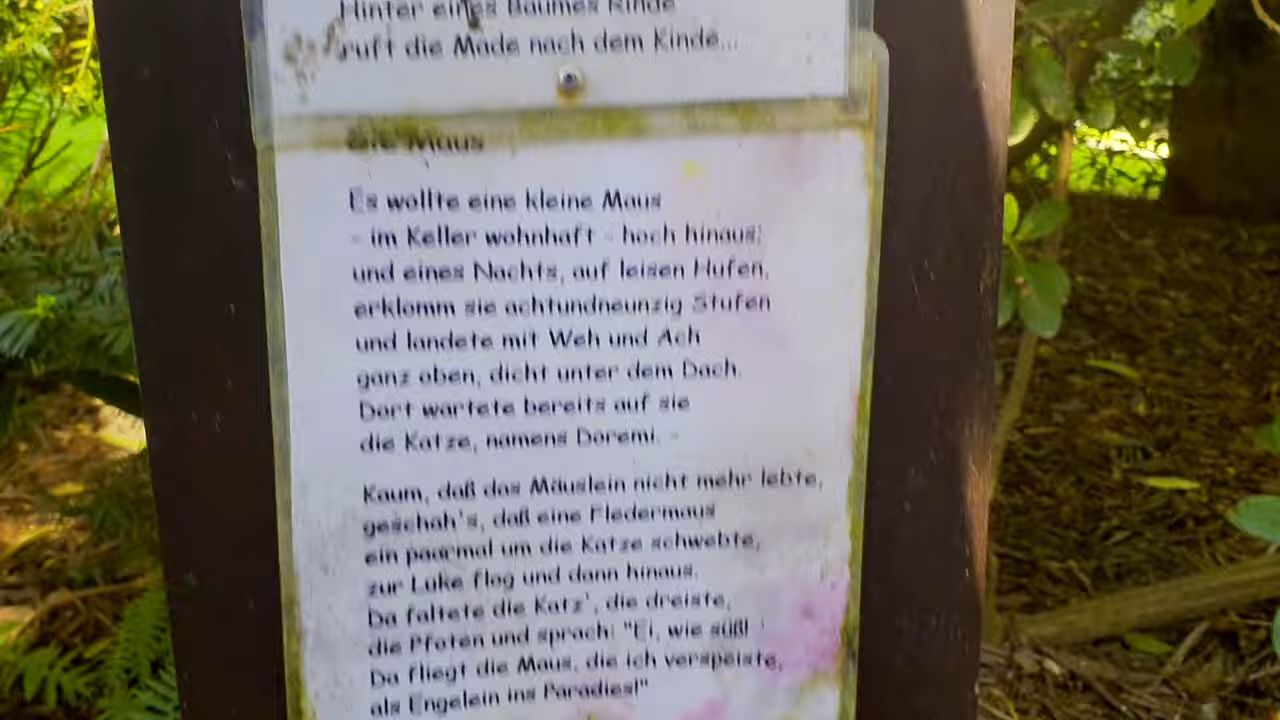 Hinter eines Baumes Rinde
ruft die Made nach dem Kinde...
Die Maus
Es wollte eine kleine Maus
- im Keller wohnhaft - hoch hinaus;
und eines Nachts, auf leisen Hufen,
erklomm sie achtundneunzig Stufen
und landete mit Weh und Ach
ganz oben, dicht unter dem Dach.
Dort wartete bereits auf sie
die Katze, namens Doremi. -
Kaum, daß das Mäuslein nicht mehr lebte,
geschah's, daß eine Fledermaus
ein paarmal um die Katze schwebte,
zur Luke flog und dann hinaus.
Da faltete die Katz', die dreiste,
die Pfoten und sprach: "Ei, wie süß!
Da fliegt die Maus, die ich verspeiste,
als Engelein ins Paradies!"